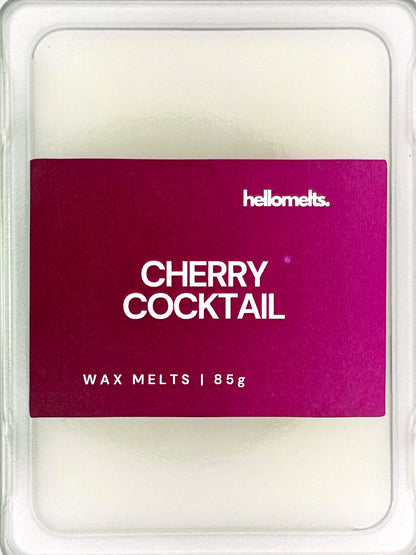 hellomelts.
CHERRY
COCKTAIL
WAX MELTS | 85g